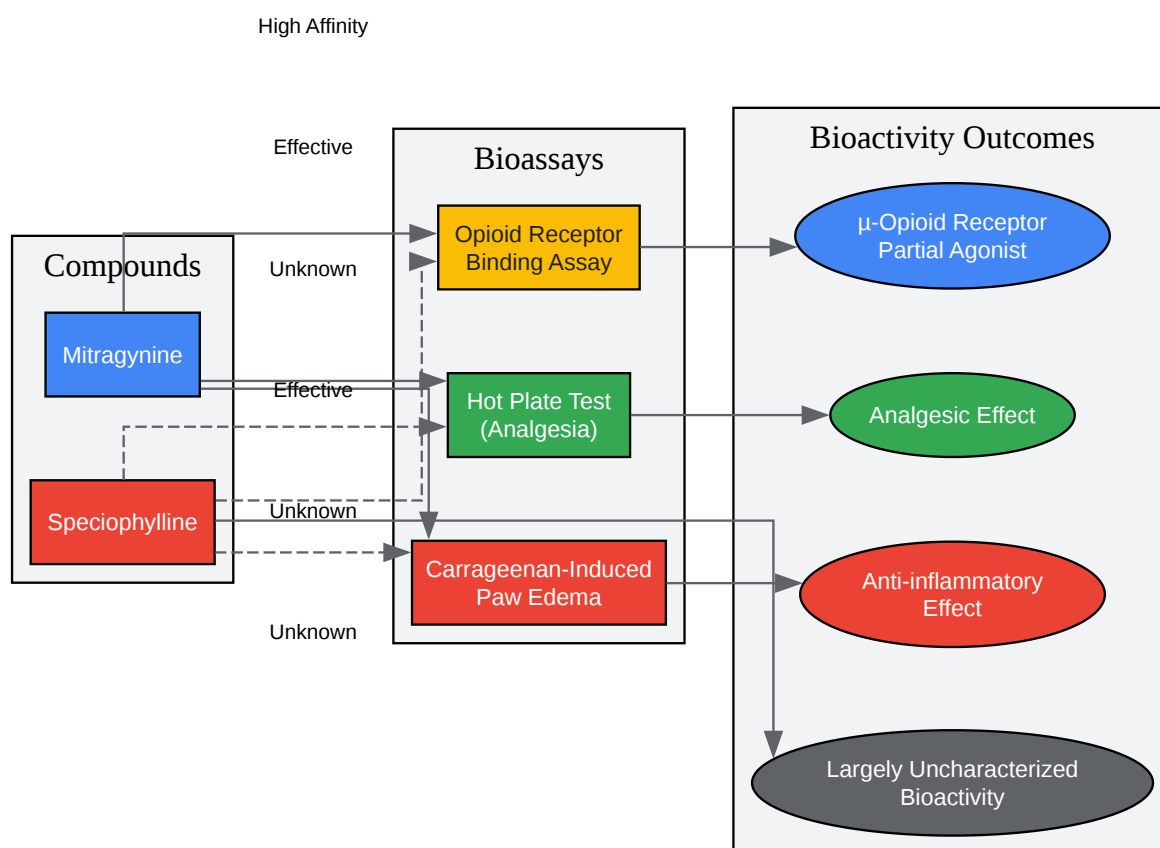 High Affinity
Effective
Unknown
Effective
Unknown
Unknown
Compounds
Mitragynine
Speciophylline
Bioassays
Opioid Receptor
Binding Assay
Hot Plate Test
(Analgesia)
Carrageenan-Induced
Paw Edema
Bioactivity Outcomes
µ-Opioid Receptor
Partial Agonist
Analgesic Effect
Anti-inflammatory
Effect
Largely Uncharacterized
Bioactivity